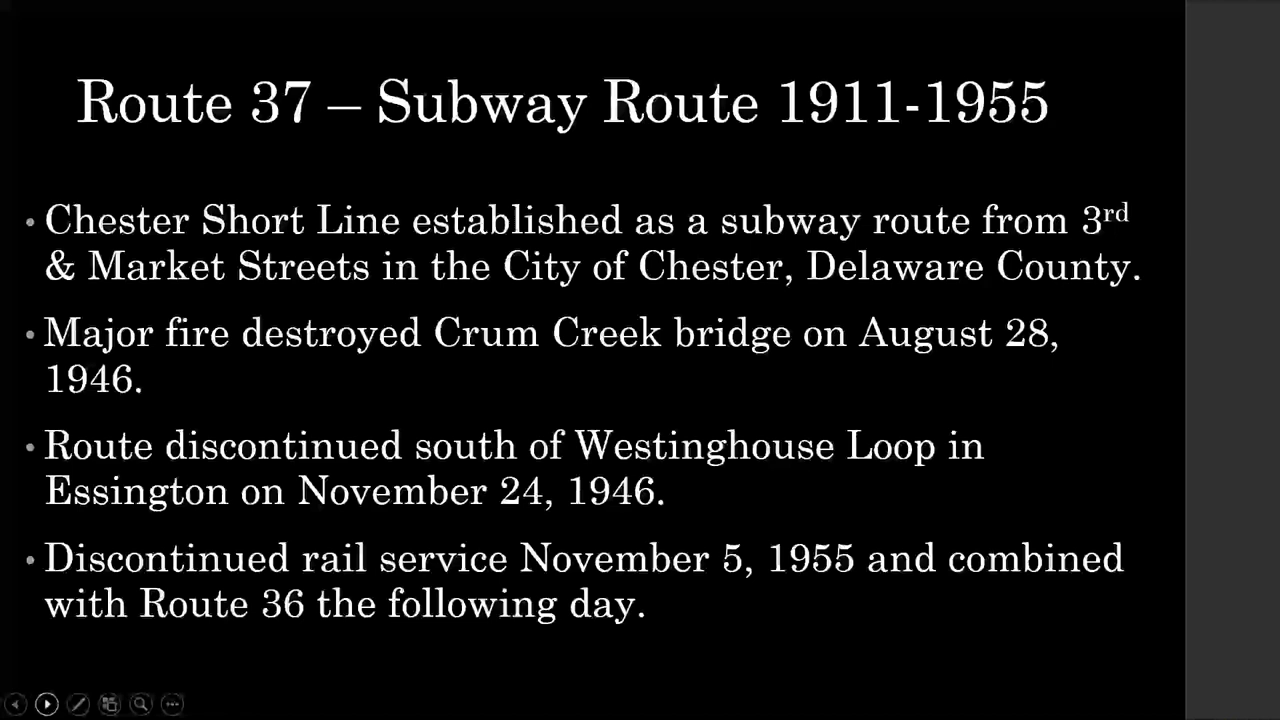 Route 37 – Subway Route 1911-1955
• Chester Short Line established as a subway route from 3rd
& Market Streets in the City of Chester, Delaware County.
• Major fire destroyed Crum Creek bridge on August 28,
1946.
• Route discontinued south of Westinghouse Loop in
Essington on November 24, 1946.
• Discontinued rail service November 5, 1955 and combined
with Route 36 the following day.